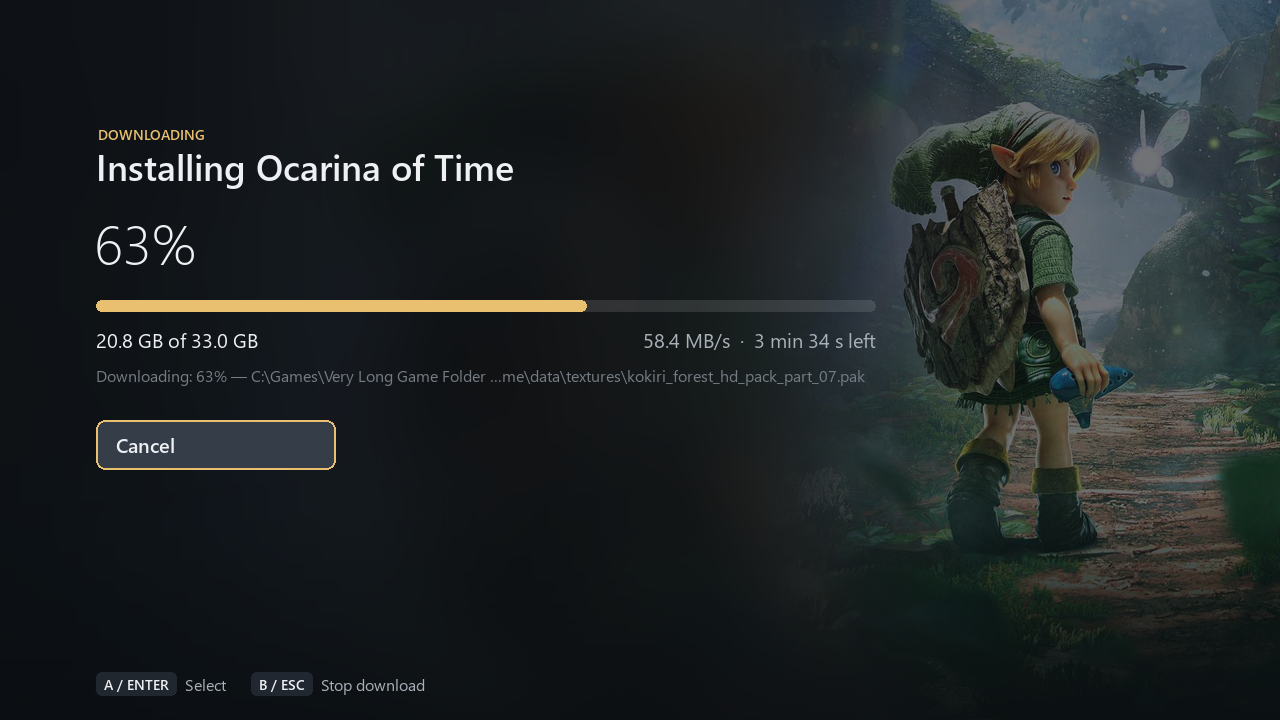 DOWNLOADING
Installing Ocarina of Time
63%
20.8 GB of 33.0 GB
58.4 MB/s · 3 min 34 s left
Downloading: 63% — C:\Games\Very Long Game Folder ...me\data\textures\kokiri_forest_hd_pack_part_07.pak
Cancel
A / ENTER Select B / ESC Stop download